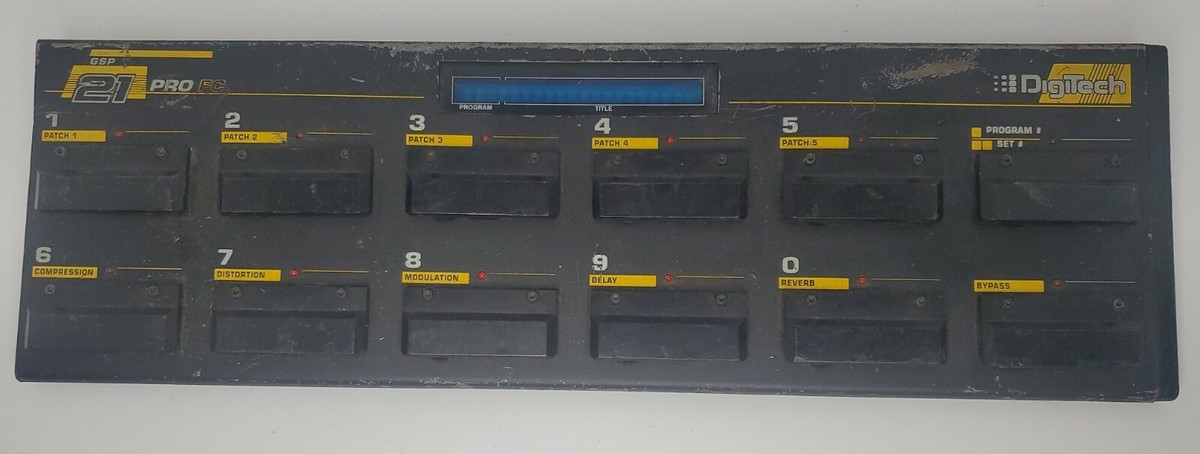 GSP
21 PRO FC
DigiTech
PROGRAM TITLE
1 2 3 4 5
PATCH 1 PATCH 2 PATCH 3 PATCH 4 PATCH 5
PROGRAM #
SET #
6 7 8 9 0
COMPRESSION DISTORTION MODULATION DELAY REVERB BYPASS